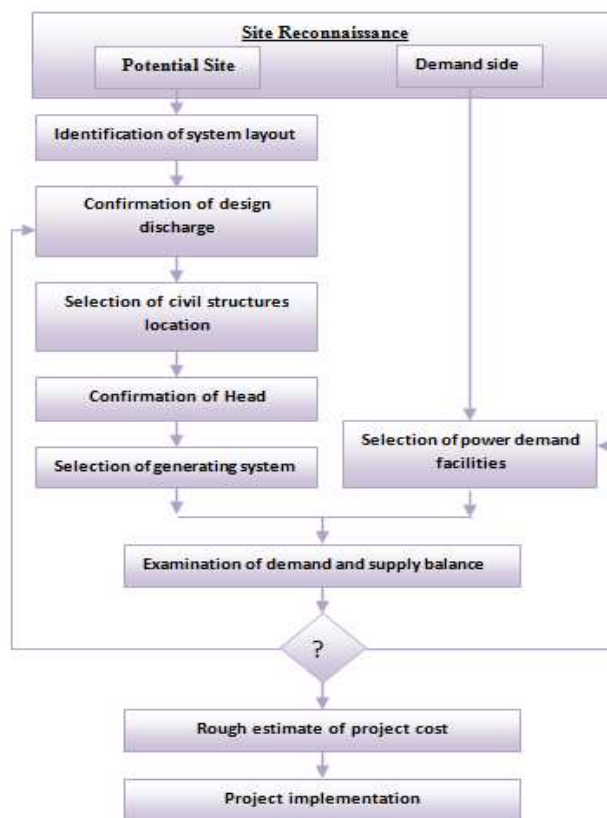 Site Reconnaissance
Potential Site
Demand side
Identification of system layout
Confirmation of design
discharge
Selection of civil structures
location
Confirmation of Head
Selection of generating system
Selection of power demand
facilities
Examination of demand and supply balance
?
Rough estimate of project cost
Project implementation